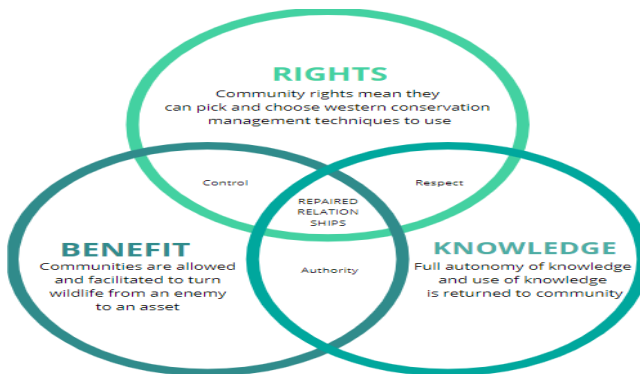 RIGHTS
Community rights mean they
can pick and choose western conservation
management techniques to use
Control
Respect
REPAIRED
RELATION
SHIPS
BENEFIT
Communities are allowed
and facilitated to turn
wildlife from an enemy
to an asset
Authority
KNOWLEDGE
Full autonomy of knowledge
and use of knowledge
is returned to community